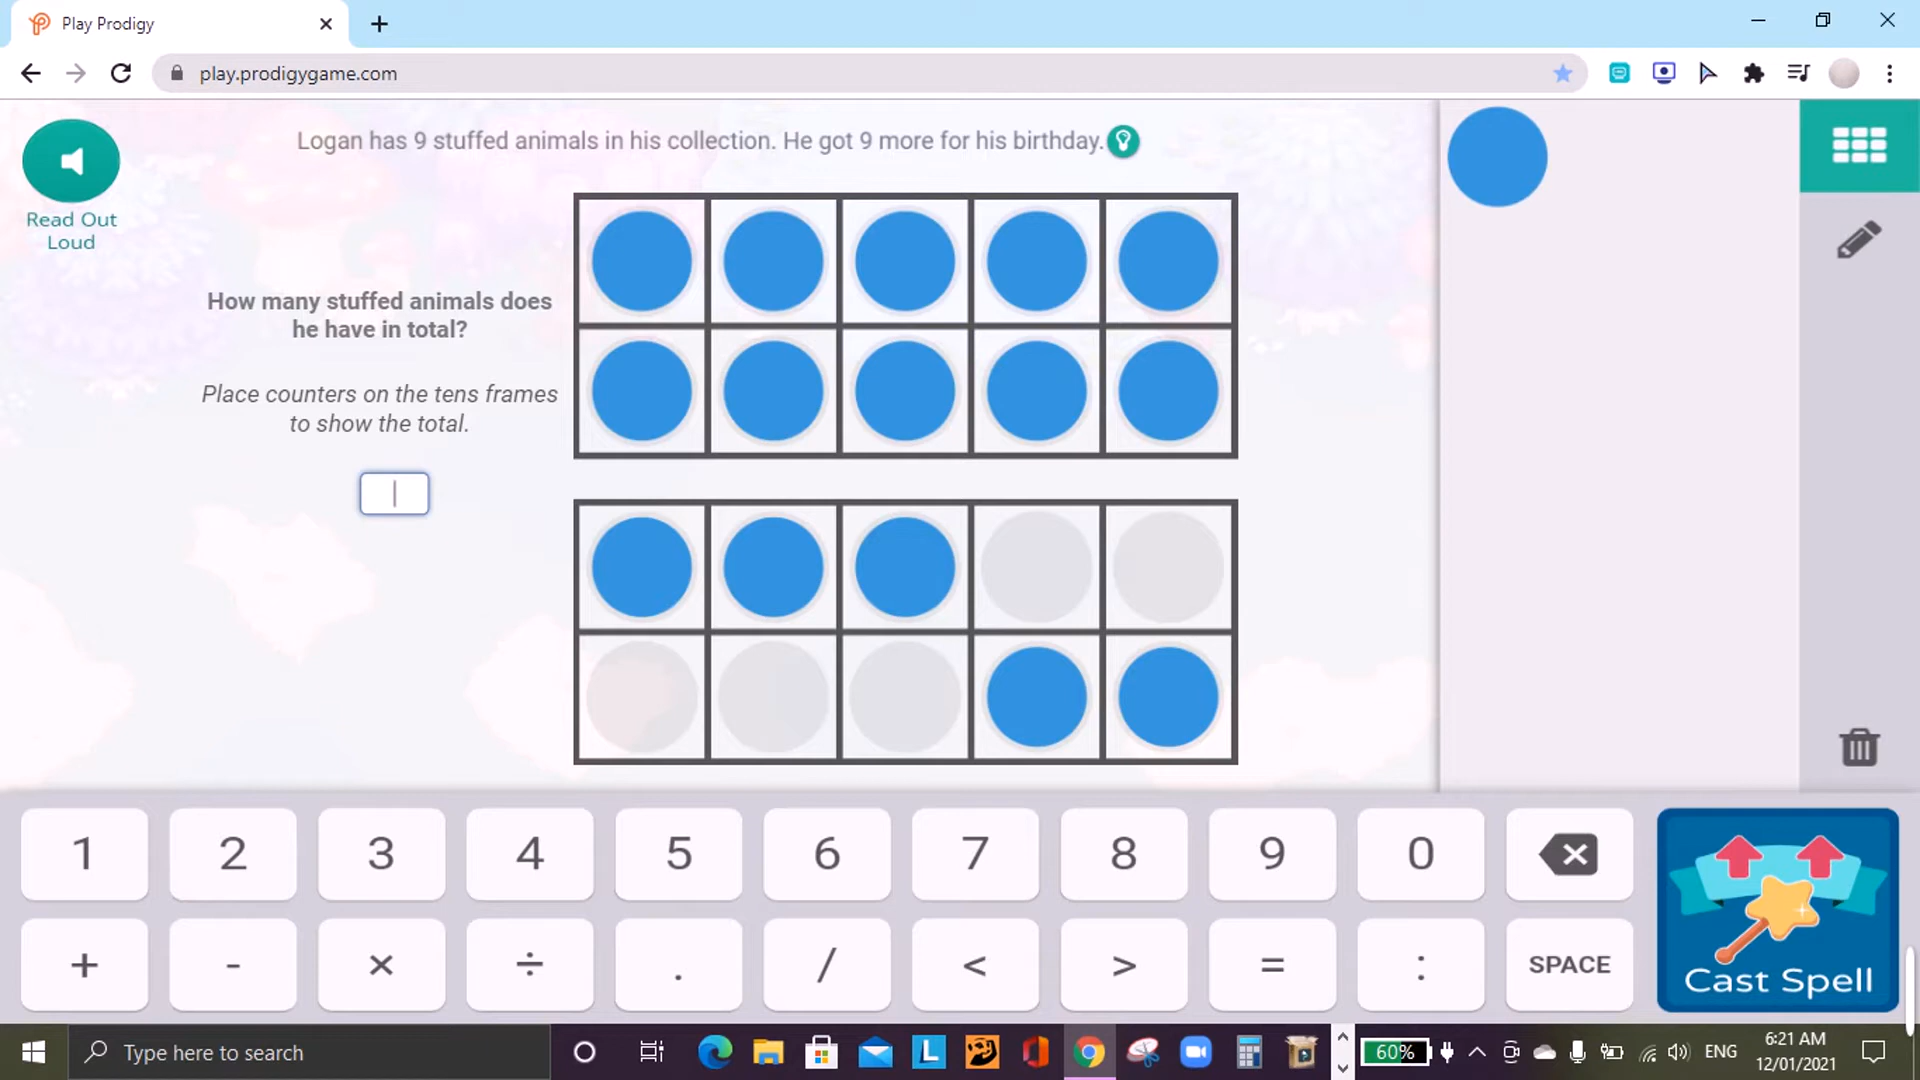 Play Prodigy
play.prodigygame.com
Logan has 9 stuffed animals in his collection. He got 9 more for his birthday.
Read Out
Loud
How many stuffed animals does
he have in total?
Place counters on the tens frames
to show the total.
1 2 3 4 5 6 7 8 9 0
+ - × ÷ . / < > = : SPACE
Cast Spell
Type here to search
L
60%
ENG
6:21 AM
12/01/2021